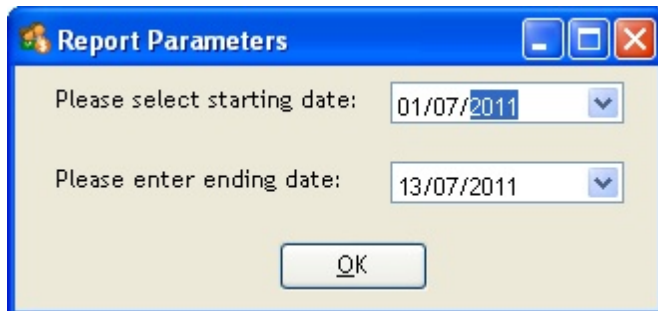 Report Parameters
Please select starting date: 01/07/2011
Please enter ending date: 13/07/2011
OK